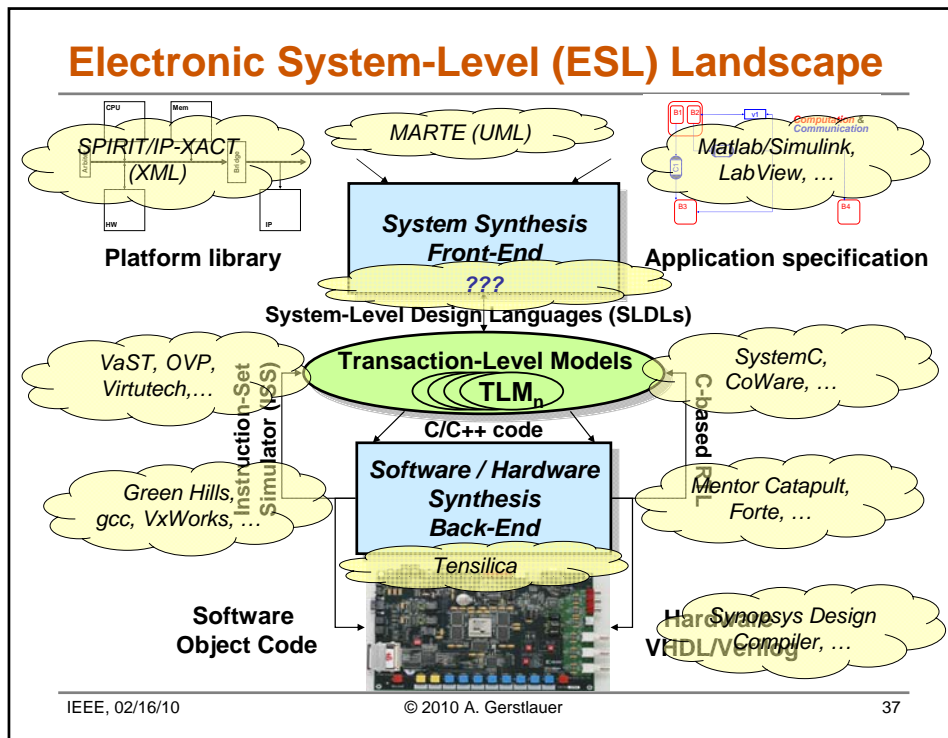 Electronic System-Level (ESL) Landscape
CPU
Mem
Bridge
HW
IP
SPIRIT/IP-XACT
(XML)
Platform library
MARTE (UML)
B1 B2
v1
Computation &
Communication
C1
B3
B4
Matlab/Simulink,
LabView, …
Application specification
System Synthesis
Front-End
???
System-Level Design Languages (SLDLs)
VaST, OVP,
Virtutech,…
Transaction-Level Models
TLMn
SystemC,
CoWare, …
Instruction-Set
Simulator (ISS)
C-based RTL
C/C++ code
Green Hills,
gcc, VxWorks, …
Software / Hardware
Synthesis
Back-End
Mentor Catapult,
Forte, …
Tensilica
Software
Object Code
Hardware
VHDL/Verilog
Synopsys Design
Compiler, …
IEEE, 02/16/10
© 2010 A. Gerstlauer
37